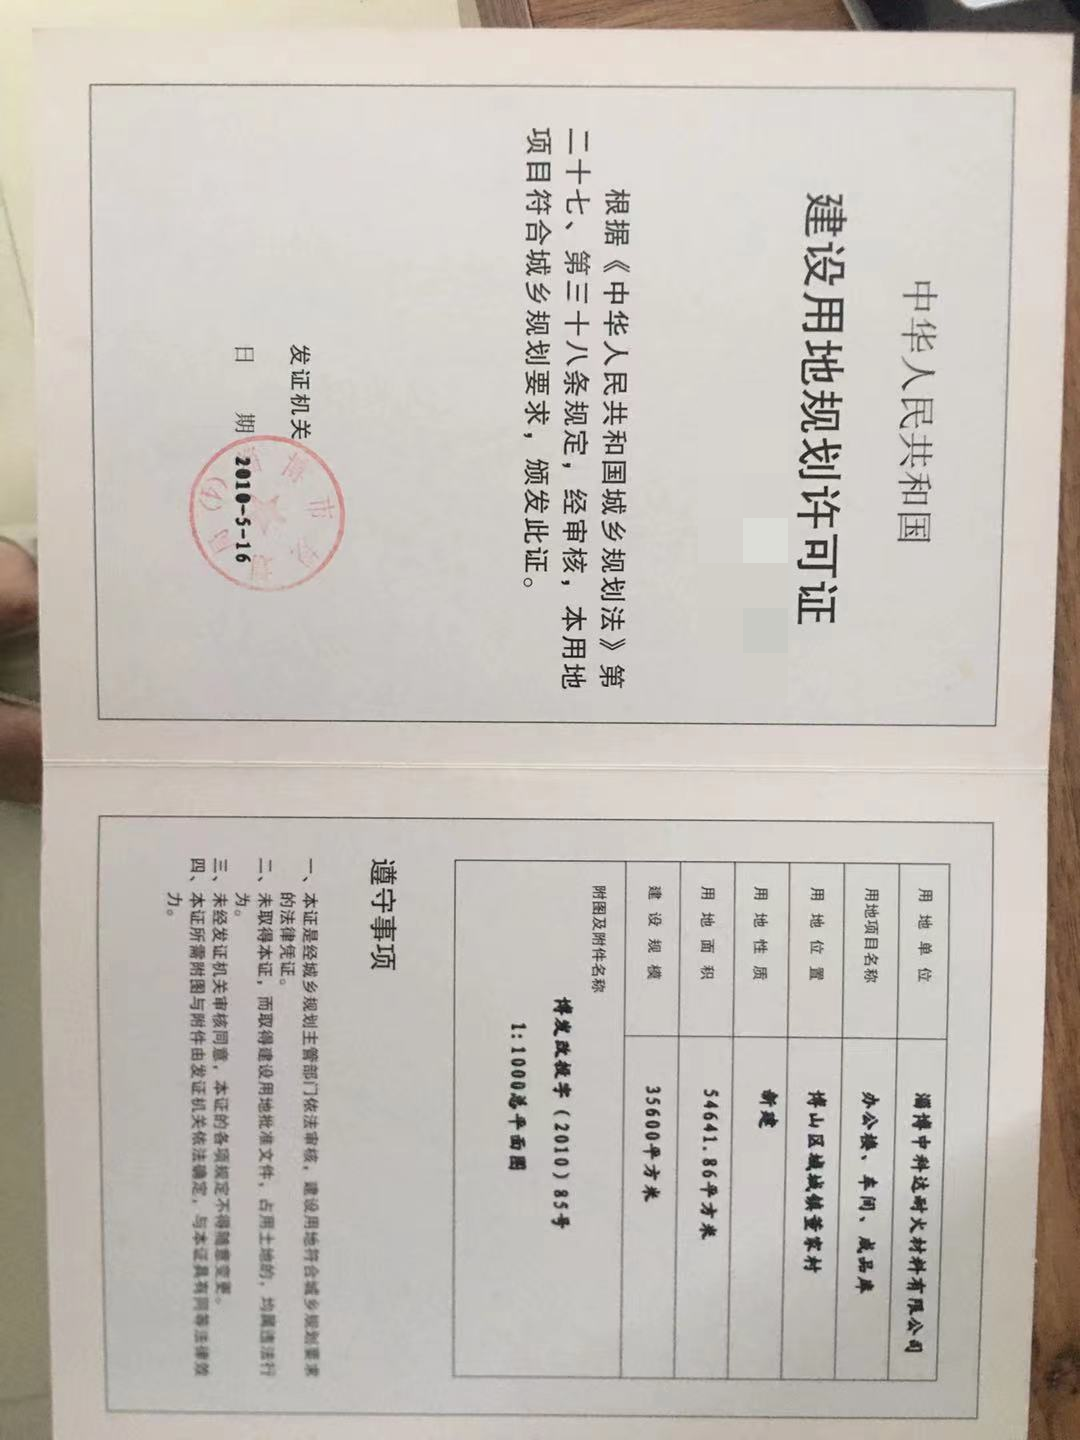 中华人民共和国
建设用地规划许可证
根据《中华人民共和国城乡规划法》第
二十七、第三十八条规定，经审核，本用地
项目符合城乡规划要求，颁发此证。
发证机关
日 期 2010-5-16
用地单位 淄博中科达耐火材料有限公司
用地项目名称 办公楼、车间、成品库
用地位置 博山区域城镇董家村
用地性质 新建
用地面积 54641.86平方米
建设规模 35600平方米
附图及附件名称
博发改投字（2010）85号
1:1000总平面图
遵守事项
一、本证是经城乡规划主管部门依法审核，建设用地符合城乡规划要求
的法律凭证。
二、未取得本证，而取得建设用地批准文件，占用土地的，均属违法行
为。
三、未经发证机关审核同意，本证的各项规定不得随意变更。
四、本证所需附图与附件由发证机关依法确定，与本证具有同等法律效
力。